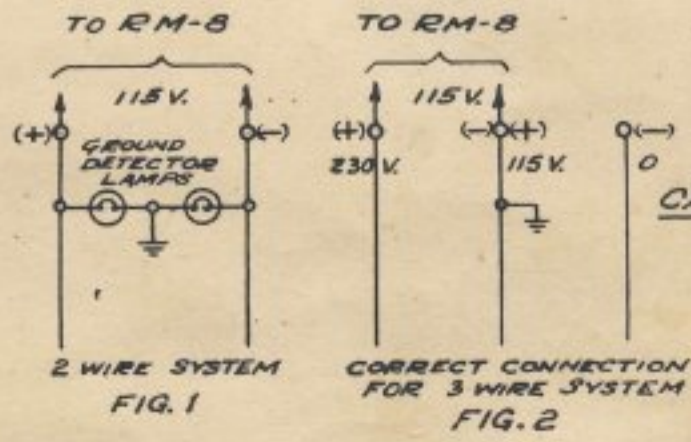 TO RM-8
115 V.
(+)
(-)
GROUND
DETECTOR
LAMPS
2 WIRE SYSTEM
FIG. 1
TO RM-8
115 V.
(+)
(-)(+)
(-)
230 V.
115 V.
0
CORRECT CONNECTION
FOR 3 WIRE SYSTEM
FIG. 2